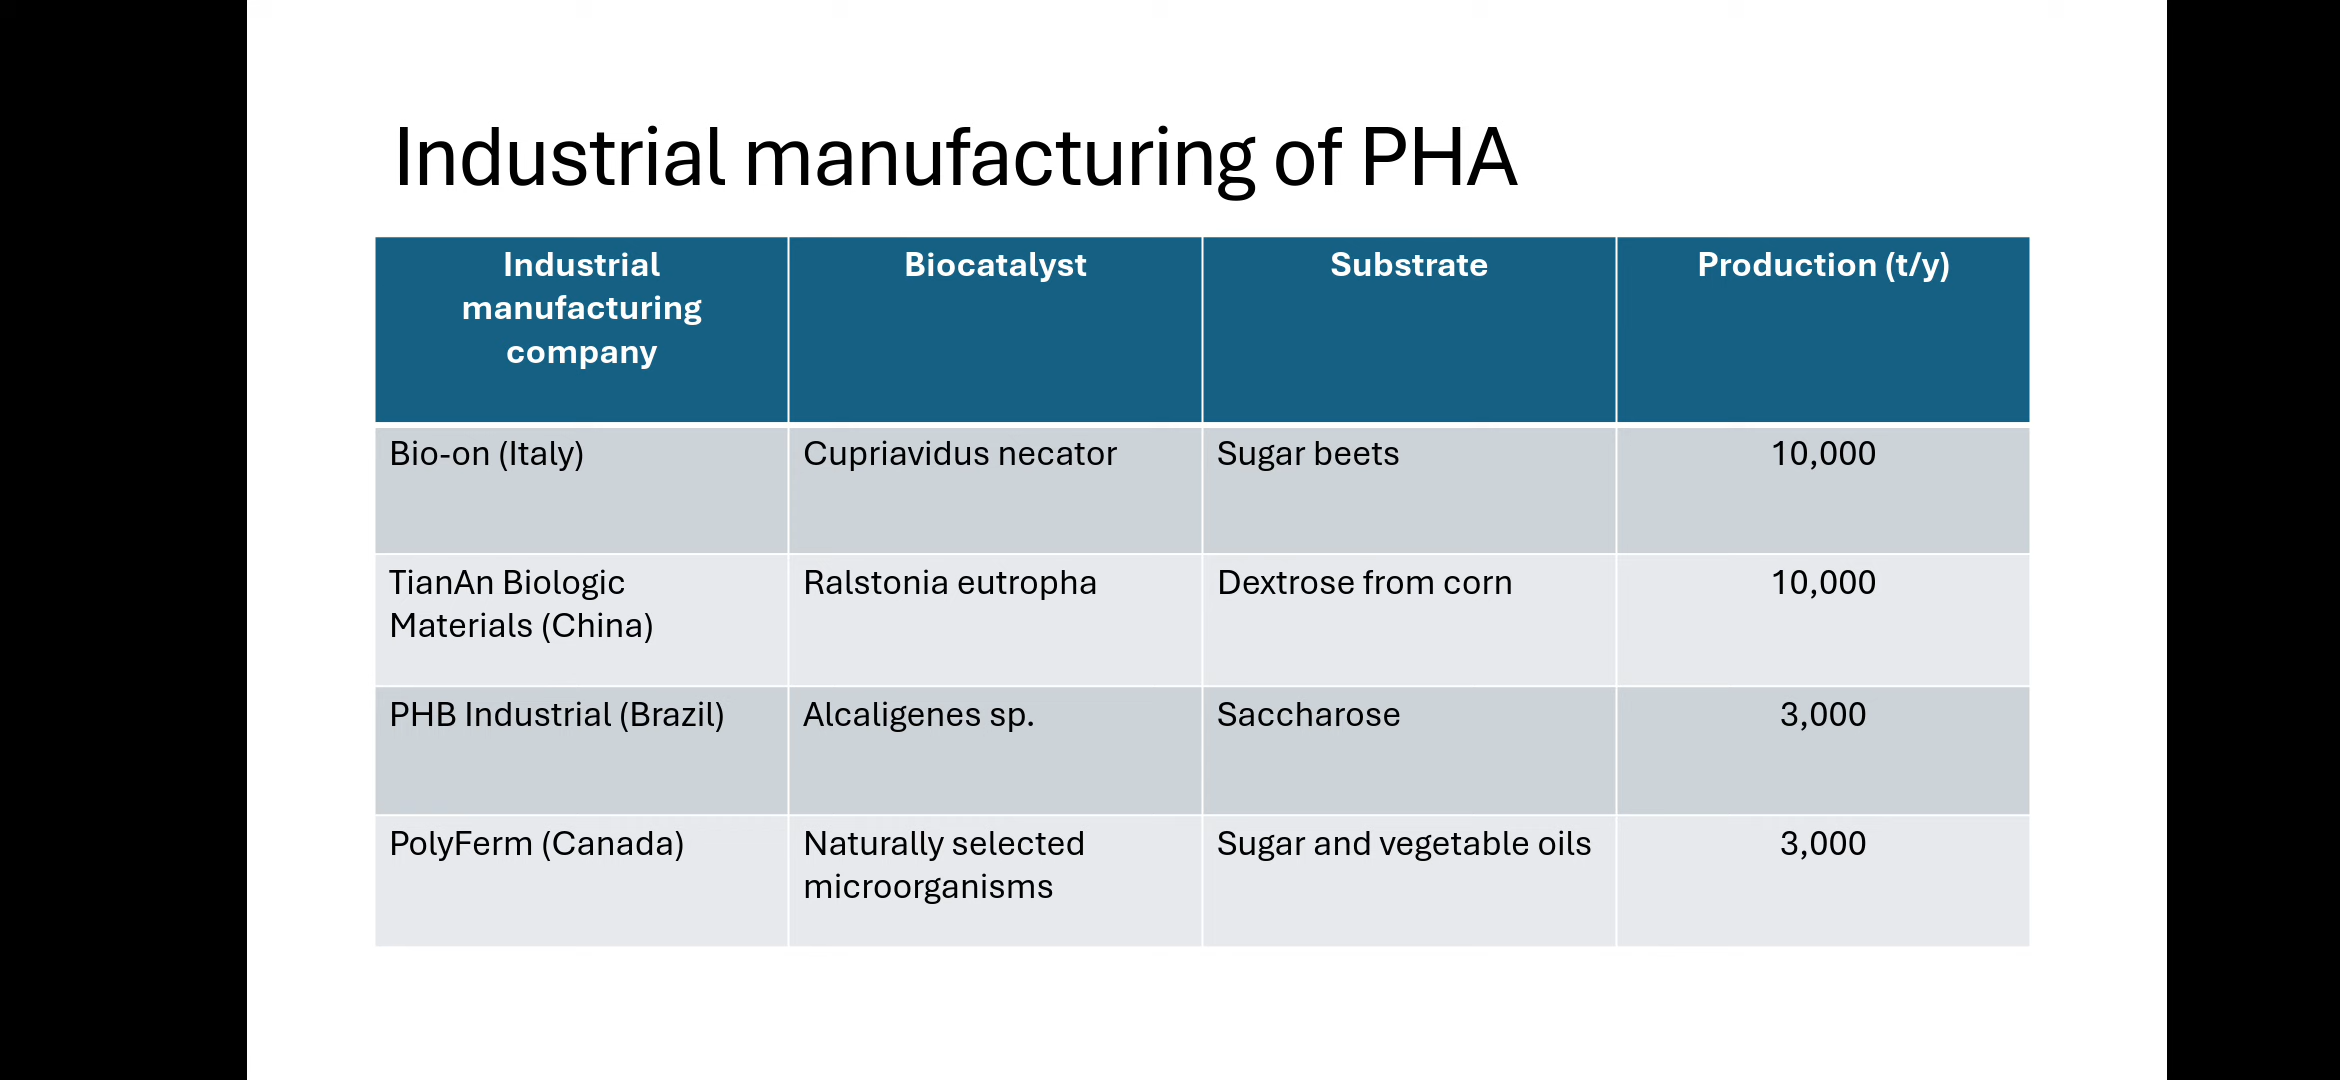 Industrial manufacturing of PHA
Industrial
manufacturing
company
Biocatalyst
Substrate
Production (t/y)
Bio-on (Italy)
Cupriavidus necator
Sugar beets
10,000
TianAn Biologic
Materials (China)
Ralstonia eutropha
Dextrose from corn
10,000
PHB Industrial (Brazil)
Alcaligenes sp.
Saccharose
3,000
PolyFerm (Canada)
Naturally selected
microorganisms
Sugar and vegetable oils
3,000